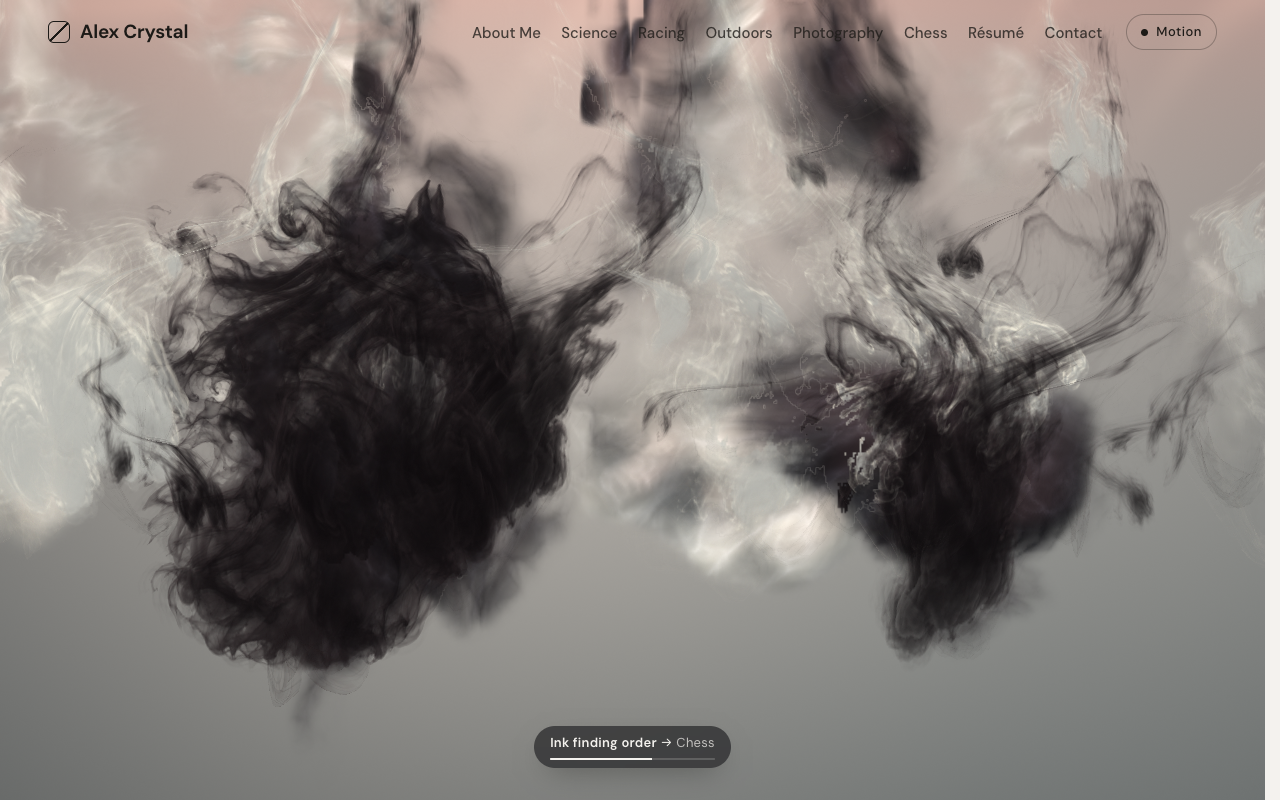 Alex Crystal
About Me Science Racing Outdoors Photography Chess Résumé Contact Motion
Ink finding order → Chess